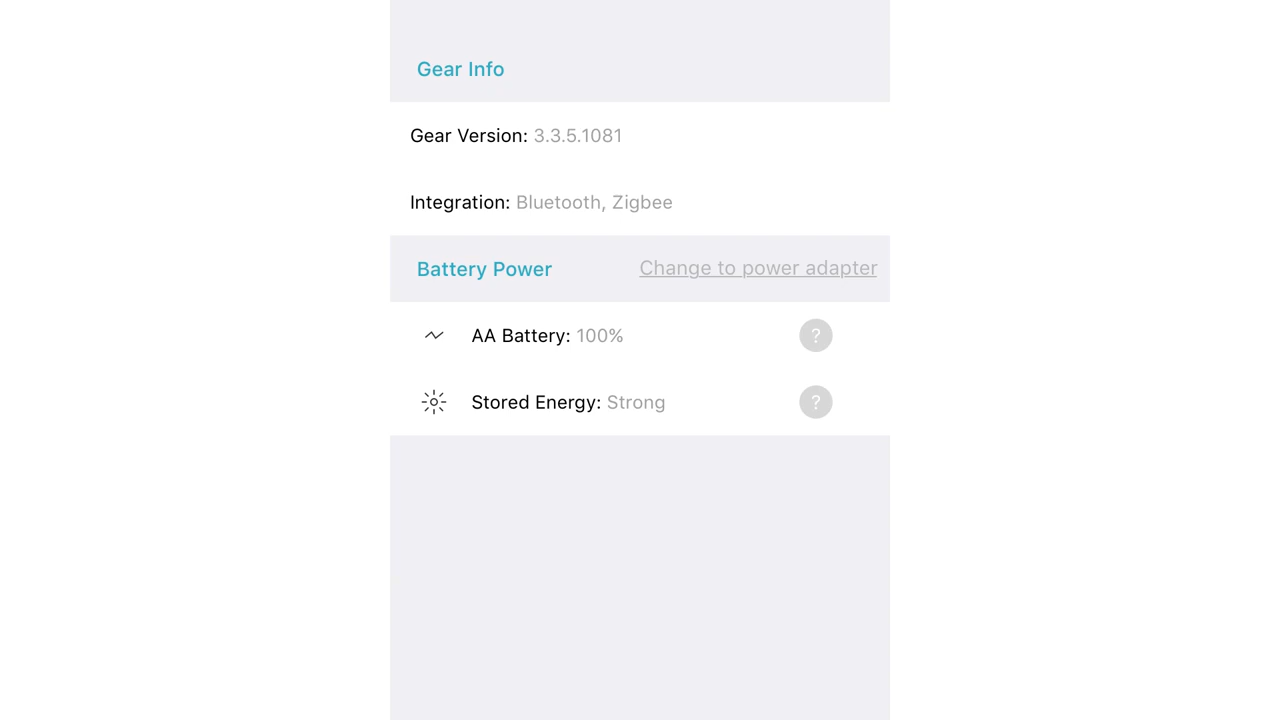 Gear Info
Gear Version: 3.3.5.1081
Integration: Bluetooth, Zigbee
Battery Power Change to power adapter
AA Battery: 100% ?
Stored Energy: Strong ?